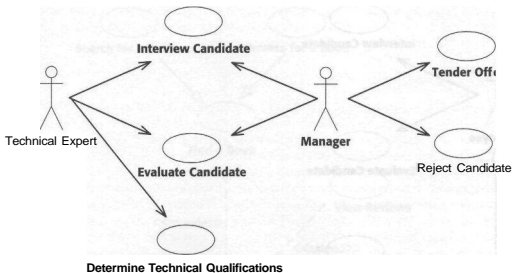 Interview Candidate
Tender Off
Technical Expert
Manager
Evaluate Candidate
Reject Candidate
Determine Technical Qualifications